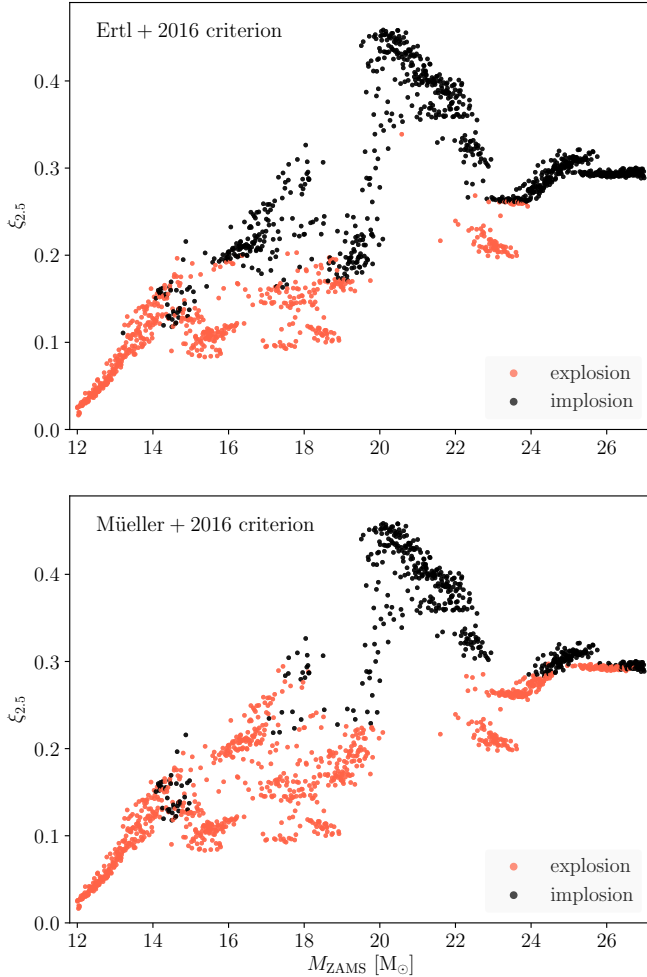 Ertl + 2016 criterion
0.4
0.3
ξ2.5
0.2
0.1
0.0
explosion
implosion
12 14 16 18 20 22 24 26
Müeller + 2016 criterion
0.4
0.3
ξ2.5
0.2
0.1
0.0
explosion
implosion
12 14 16 18 20 22 24 26
MZAMS [M⊙]